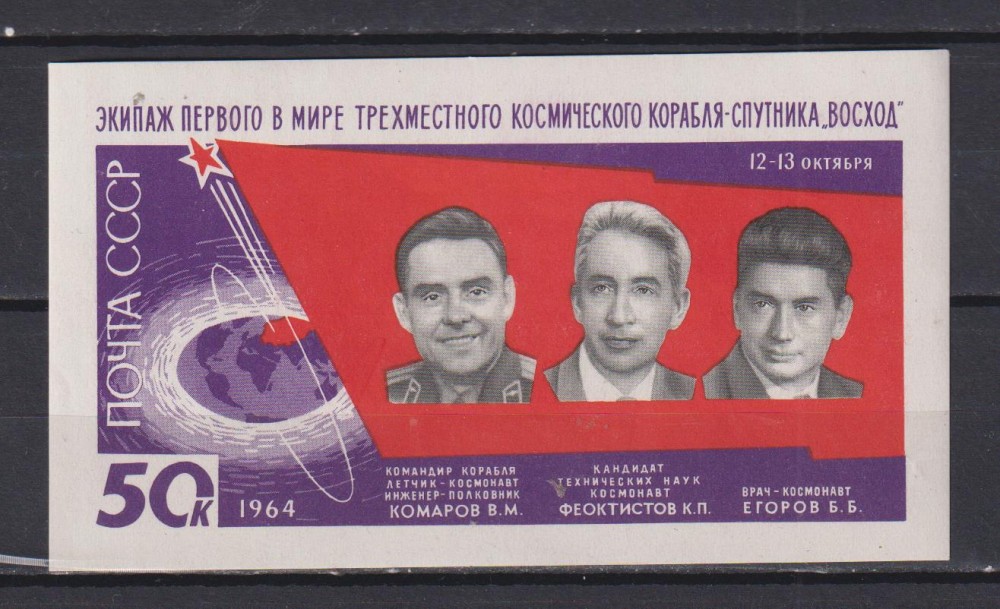 ЭКИПАЖ ПЕРВОГО В МИРЕ ТРЕХМЕСТНОГО КОСМИЧЕСКОГО КОРАБЛЯ-СПУТНИКА „ВОСХОД"
12-13 ОКТЯБРЯ
ПОЧТА СССР
50К
1964
КОМАНДИР КОРАБЛЯ
ЛЕТЧИК-КОСМОНАВТ
ИНЖЕНЕР-ПОЛКОВНИК
КОМАРОВ В.М.
КАНДИДАТ
ТЕХНИЧЕСКИХ НАУК
КОСМОНАВТ
ФЕОКТИСТОВ К.П.
ВРАЧ-КОСМОНАВТ
ЕГОРОВ Б.Б.